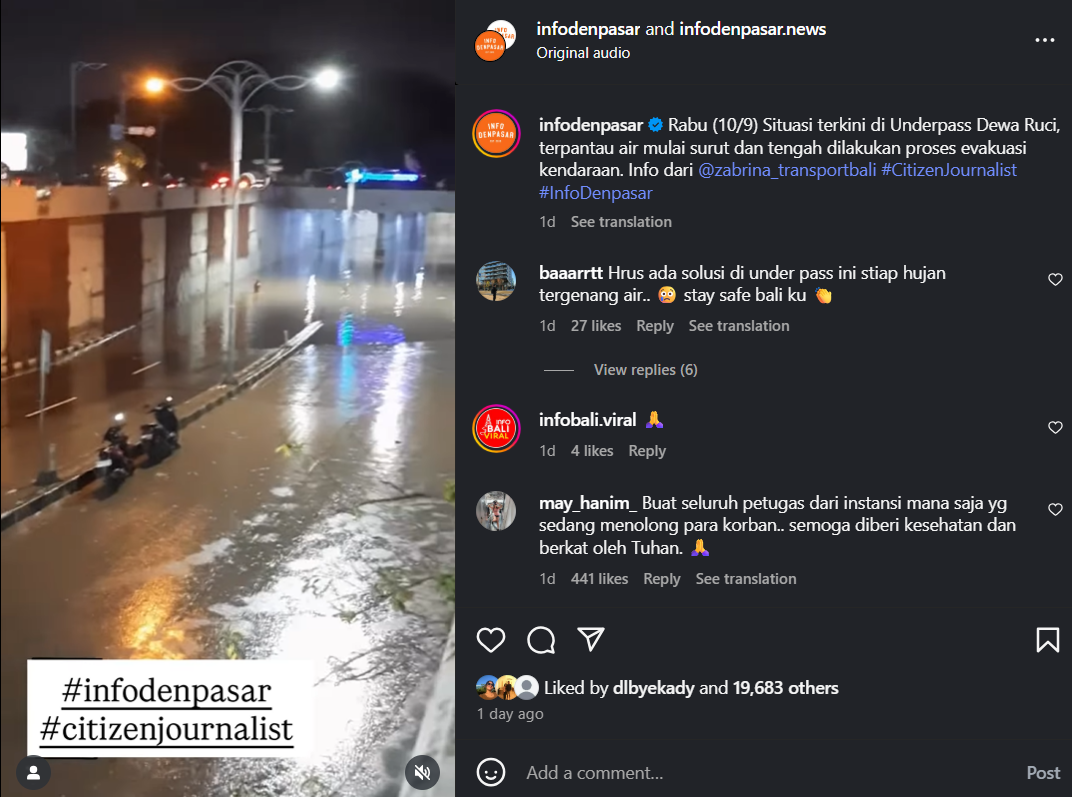 infodenpasar and infodenpasar.news
Original audio
INFO
DENPASAR
infodenpasar Rabu (10/9) Situasi terkini di Underpass Dewa Ruci,
terpantau air mulai surut dan tengah dilakukan proses evakuasi
kendaraan. Info dari @zabrina_transportbali #CitizenJournalist
#InfoDenpasar
1d See translation
INFO
DENPASAR
baaarrtt Hrus ada solusi di under pass ini stiap hujan
tergenang air.. 😰 stay safe bali ku 👏
1d 27 likes Reply See translation
View replies (6)
INFO
BALI
VIRAL
infobali.viral 🙏
1d 4 likes Reply
may_hanim_ Buat seluruh petugas dari instansi mana saja yg
sedang menolong para korban.. semoga diberi kesehatan dan
berkat oleh Tuhan. 🙏
1d 441 likes Reply See translation
Liked by dlbyekady and 19,683 others
1 day ago
Add a comment... Post
#infodenpasar
#citizenjournalist